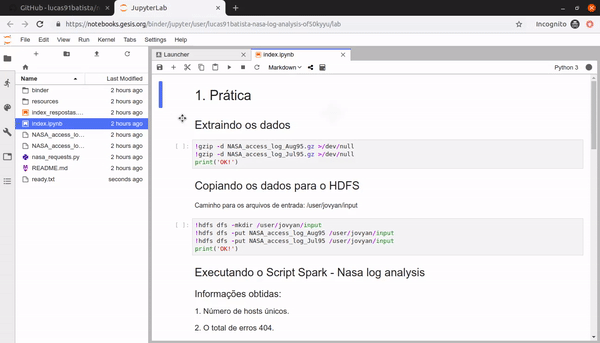 GitHub - lucas91batista/n
JupyterLab
https://notebooks.gesis.org/binder/jupyter/user/lucas91batista-nasa-log-analysis-of50kyyu/lab
Incognito
File Edit View Run Kernel Tabs Settings Help
Launcher
index.ipynb
Markdown
Python 3
Name
Last Modified
binder 2 hours ago
resources 2 hours ago
index_respostas.... 2 hours ago
index.ipynb 2 hours ago
NASA_access_lo... 2 hours ago
NASA_access_lo... 2 hours ago
nasa_requests.py 2 hours ago
README.md 2 hours ago
ready.txt seconds ago
1. Prática
Extraindo os dados
[ ]: !gzip -d NASA_access_log_Aug95.gz >/dev/null
!gzip -d NASA_access_log_Jul95.gz >/dev/null
print('OK!')
Copiando os dados para o HDFS
Caminho para os arquivos de entrada: /user/jovyan/input
[ ]: !hdfs dfs -mkdir /user/jovyan/input
!hdfs dfs -put NASA_access_log_Aug95 /user/jovyan/input
!hdfs dfs -put NASA_access_log_Jul95 /user/jovyan/input
print('OK!')
Executando o Script Spark - Nasa log analysis
Informações obtidas:
1. Número de hosts únicos.
2. O total de erros 404.